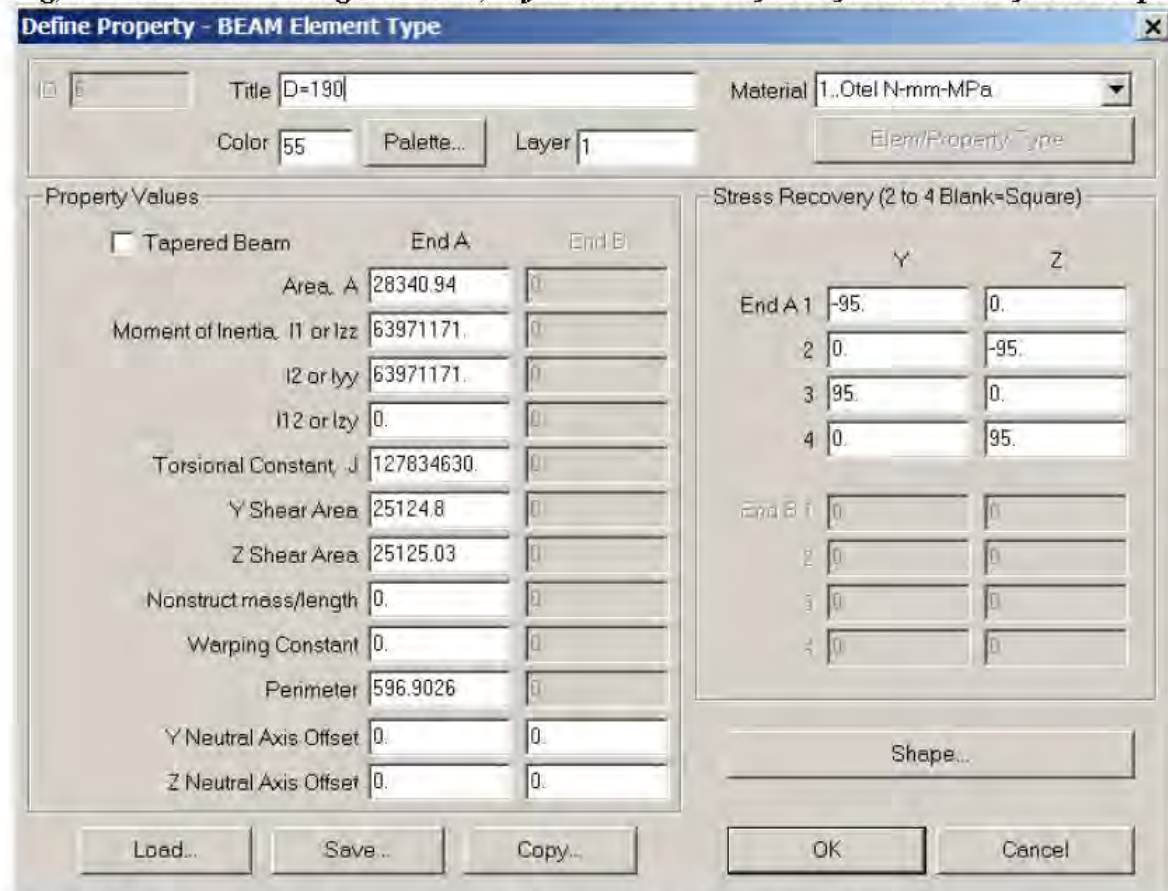 Define Property - BEAM Element Type
ID 6 Title D=190 Material 1..Otel N-mm-MPa
Color 55 Palette... Layer 1 Elem/Property Type
Property Values Stress Recovery (2 to 4 Blank=Square)
Tapered Beam End A End B Y Z
Area, A 28340.94 0. End A 1 -95. 0.
Moment of Inertia, I1 or Izz 63971171. 0. 2 0. -95.
I2 or Iyy 63971171. 0. 3 95. 0.
I12 or Izy 0. 0. 4 0. 95.
Torsional Constant, J 127834630. 0.
Y Shear Area 25124.8 0. End B 1 0. 0.
Z Shear Area 25125.03 0. 2 0. 0.
Nonstruct mass/length 0. 0. 3 0. 0.
Warping Constant 0. 0. 4 0. 0.
Perimeter 596.9026 0.
Y Neutral Axis Offset 0. 0.
Z Neutral Axis Offset 0. 0. Shape...
Load... Save... Copy... OK Cancel